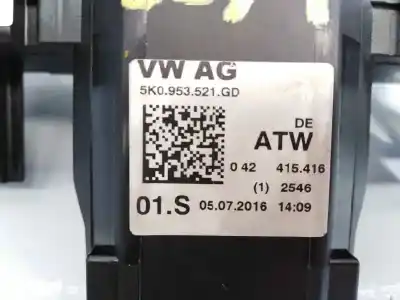 VW AG
5K0.953.521.GD
DE
ATW
0 42 415.416
(1) 2546
01.S 05.07.2016 14:09